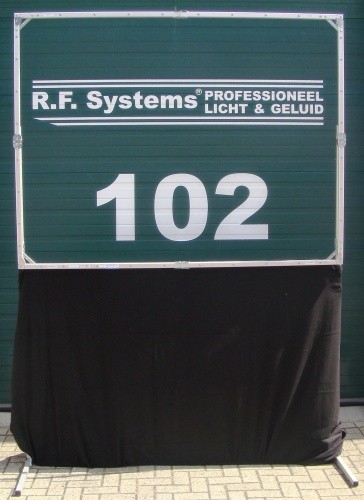 R.F. Systems® PROFESSIONEEL
LICHT & GELUID
102